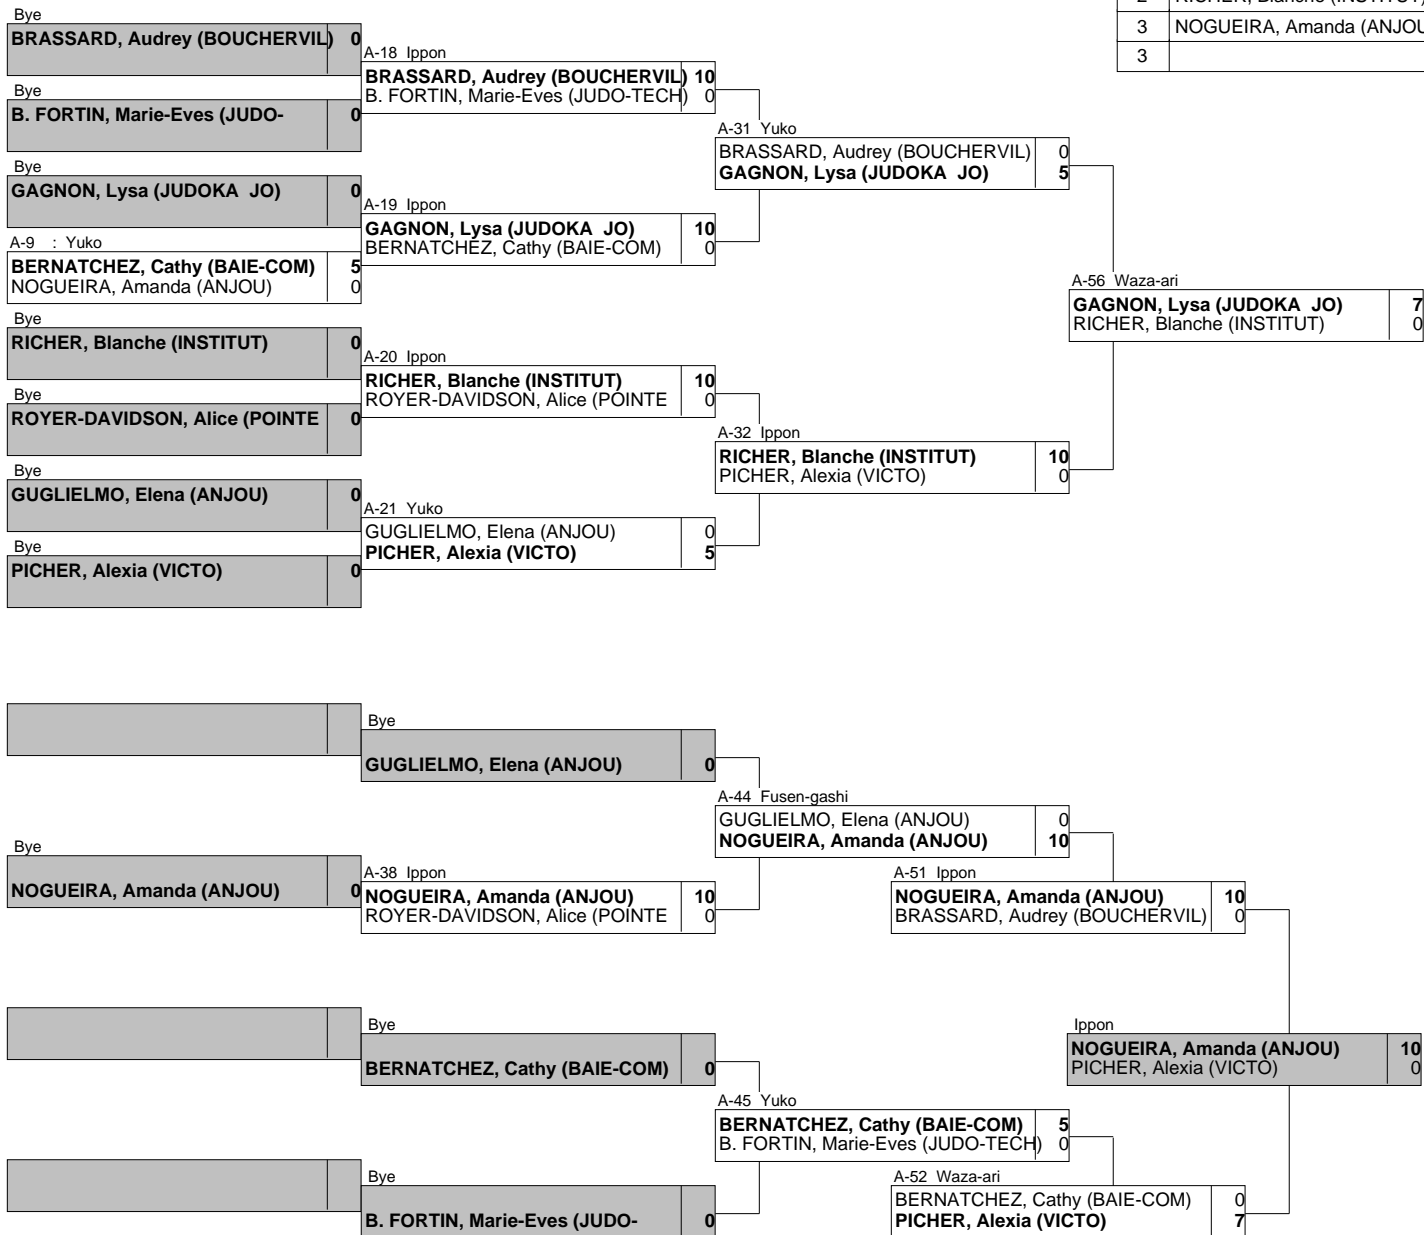 2 RICHER, Blanche (INSTITUT)
3 NOGUEIRA, Amanda (ANJOU
3
Bye
BRASSARD, Audrey (BOUCHERVIL) 0
Bye
B. FORTIN, Marie-Eves (JUDO- 0
Bye
GAGNON, Lysa (JUDOKA JO) 0
A-9 : Yuko
BERNATCHEZ, Cathy (BAIE-COM) 5
NOGUEIRA, Amanda (ANJOU) 0
Bye
RICHER, Blanche (INSTITUT) 0
Bye
ROYER-DAVIDSON, Alice (POINTE 0
Bye
GUGLIELMO, Elena (ANJOU) 0
Bye
PICHER, Alexia (VICTO) 0
A-18 Ippon
BRASSARD, Audrey (BOUCHERVIL) 10
B. FORTIN, Marie-Eves (JUDO-TECH) 0
A-19 Ippon
GAGNON, Lysa (JUDOKA JO) 10
BERNATCHEZ, Cathy (BAIE-COM) 0
A-20 Ippon
RICHER, Blanche (INSTITUT) 10
ROYER-DAVIDSON, Alice (POINTE 0
A-21 Yuko
GUGLIELMO, Elena (ANJOU) 0
PICHER, Alexia (VICTO) 5
A-31 Yuko
BRASSARD, Audrey (BOUCHERVIL) 0
GAGNON, Lysa (JUDOKA JO) 5
A-32 Ippon
RICHER, Blanche (INSTITUT) 10
PICHER, Alexia (VICTO) 0
A-56 Waza-ari
GAGNON, Lysa (JUDOKA JO) 7
RICHER, Blanche (INSTITUT) 0
Bye
NOGUEIRA, Amanda (ANJOU) 0
Bye
GUGLIELMO, Elena (ANJOU) 0
A-38 Ippon
NOGUEIRA, Amanda (ANJOU) 10
ROYER-DAVIDSON, Alice (POINTE 0
Bye
BERNATCHEZ, Cathy (BAIE-COM) 0
Bye
B. FORTIN, Marie-Eves (JUDO- 0
A-44 Fusen-gashi
GUGLIELMO, Elena (ANJOU) 0
NOGUEIRA, Amanda (ANJOU) 10
A-45 Yuko
BERNATCHEZ, Cathy (BAIE-COM) 5
B. FORTIN, Marie-Eves (JUDO-TECH) 0
A-51 Ippon
NOGUEIRA, Amanda (ANJOU) 10
BRASSARD, Audrey (BOUCHERVIL) 0
A-52 Waza-ari
BERNATCHEZ, Cathy (BAIE-COM) 0
PICHER, Alexia (VICTO) 7
Ippon
NOGUEIRA, Amanda (ANJOU) 10
PICHER, Alexia (VICTO) 0